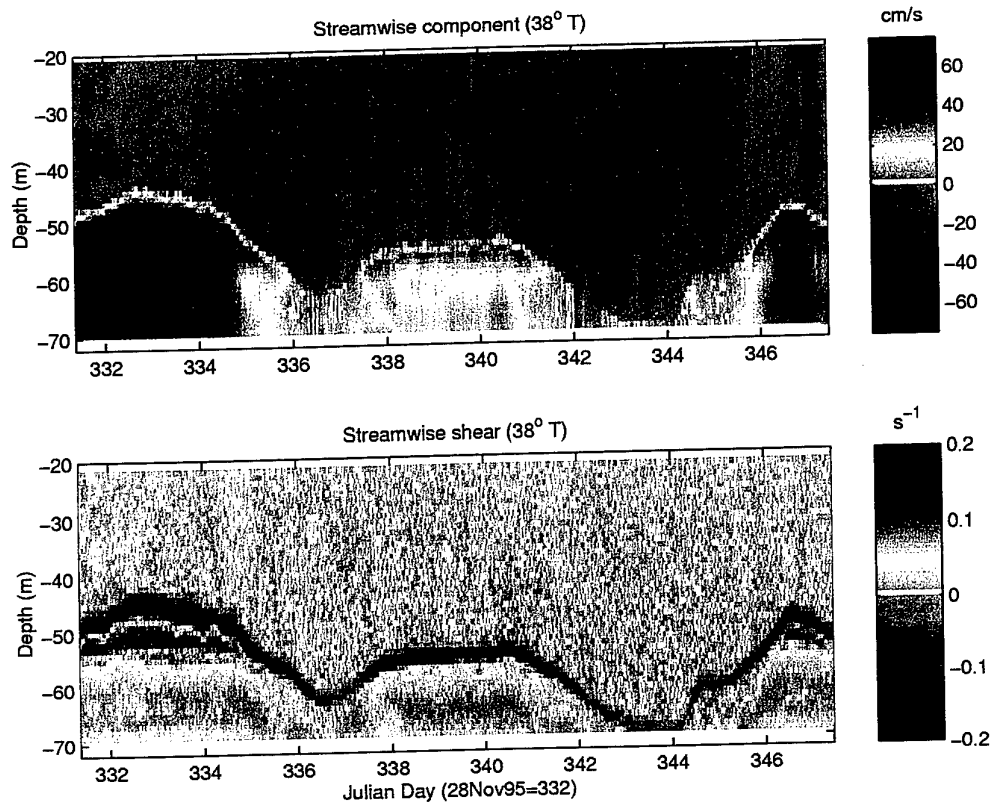 Streamwise component (38° T)
cm/s
−20
−30
−40
−50
−60
−70
Depth (m)
332 334 336 338 340 342 344 346
60
40
20
0
−20
−40
−60
Streamwise shear (38° T)
s⁻¹
−20
−30
−40
−50
−60
−70
Depth (m)
332 334 336 338 340 342 344 346
Julian Day (28Nov95=332)
0.2
0.1
0
−0.1
−0.2